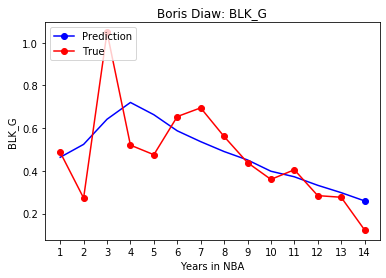 Boris Diaw: BLK_G
Prediction
True
1.0
0.8
0.6
0.4
0.2
BLK_G
1 2 3 4 5 6 7 8 9 10 11 12 13 14
Years in NBA